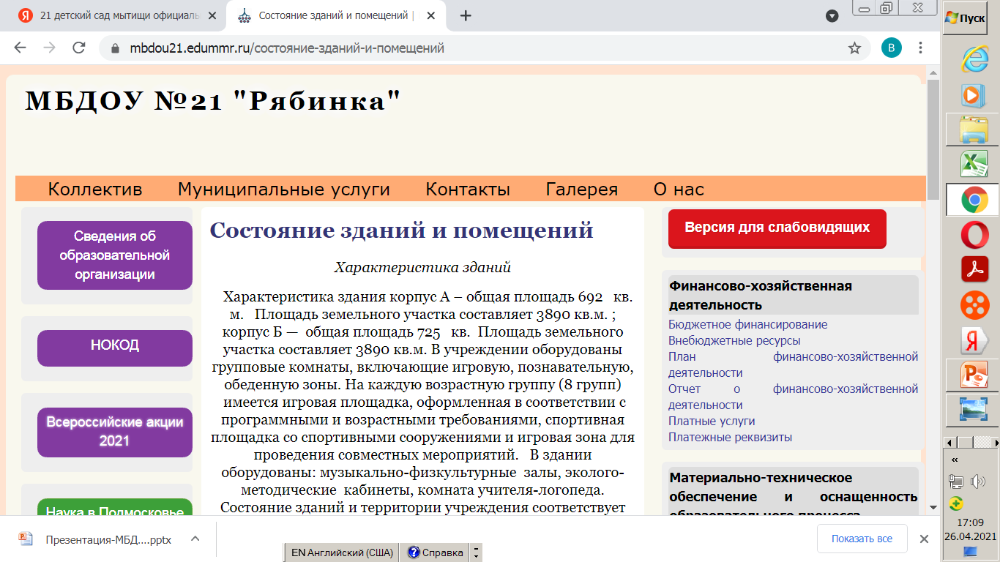 21 детский сад мытищи официаль
Состояние зданий и помещений |
mbdou21.edummr.ru/состояние-зданий-и-помещений
В
МБДОУ №21 "Рябинка"
Коллектив Муниципальные услуги Контакты Галерея О нас
Сведения об
образовательной
организации
НОКОД
Всероссийские акции
2021
Наука в Подмосковье
Состояние зданий и помещений
Характеристика зданий
Характеристика здания корпус А – общая площадь 692 кв.
м. Площадь земельного участка составляет 3890 кв.м. ;
корпус Б — общая площадь 725 кв. Площадь земельного
участка составляет 3890 кв.м. В учреждении оборудованы
групповые комнаты, включающие игровую, познавательную,
обеденную зоны. На каждую возрастную группу (8 групп)
имеется игровая площадка, оформленная в соответствии с
программными и возрастными требованиями, спортивная
площадка со спортивными сооружениями и игровая зона для
проведения совместных мероприятий. В здании
оборудованы: музыкально-физкультурные залы, эколого-
методические кабинеты, комната учителя-логопеда.
Состояние зданий и территории учреждения соответствует
Версия для слабовидящих
Финансово-хозяйственная
деятельность
Бюджетное финансирование
Внебюджетные ресурсы
План финансово-хозяйственной
деятельности
Отчет о финансово-хозяйственной
деятельности
Платные услуги
Платежные реквизиты
Материально-техническое
обеспечение и оснащенность
образовательного процесса
Презентация-МБД....pptx
Показать все
EN Английский (США) Справка
Пуск
«
17:09
26.04.2021